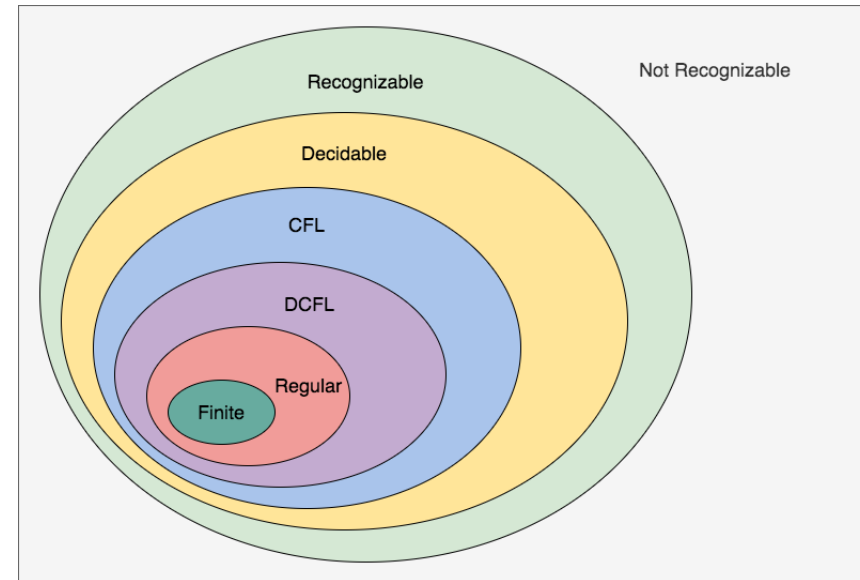 Not Recognizable
Recognizable
Decidable
CFL
DCFL
Regular
Finite